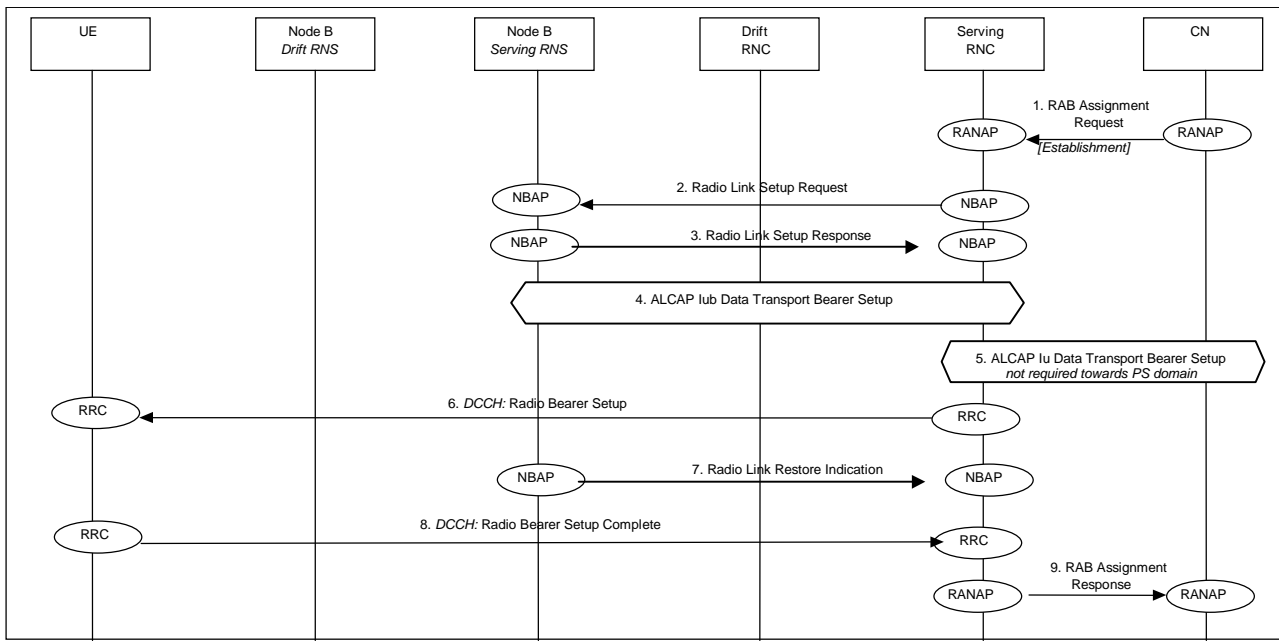 UE
Node B
Drift RNS
Node B
Serving RNS
Drift
RNC
Serving
RNC
CN
1. RAB Assignment
Request
[Establishment]
RANAP
RANAP
2. Radio Link Setup Request
NBAP
NBAP
3. Radio Link Setup Response
NBAP
NBAP
4. ALCAP Iub Data Transport Bearer Setup
5. ALCAP Iu Data Transport Bearer Setup
not required towards PS domain
RRC
6. DCCH: Radio Bearer Setup
RRC
NBAP
7. Radio Link Restore Indication
NBAP
RRC
8. DCCH: Radio Bearer Setup Complete
RRC
9. RAB Assignment
Response
RANAP
RANAP